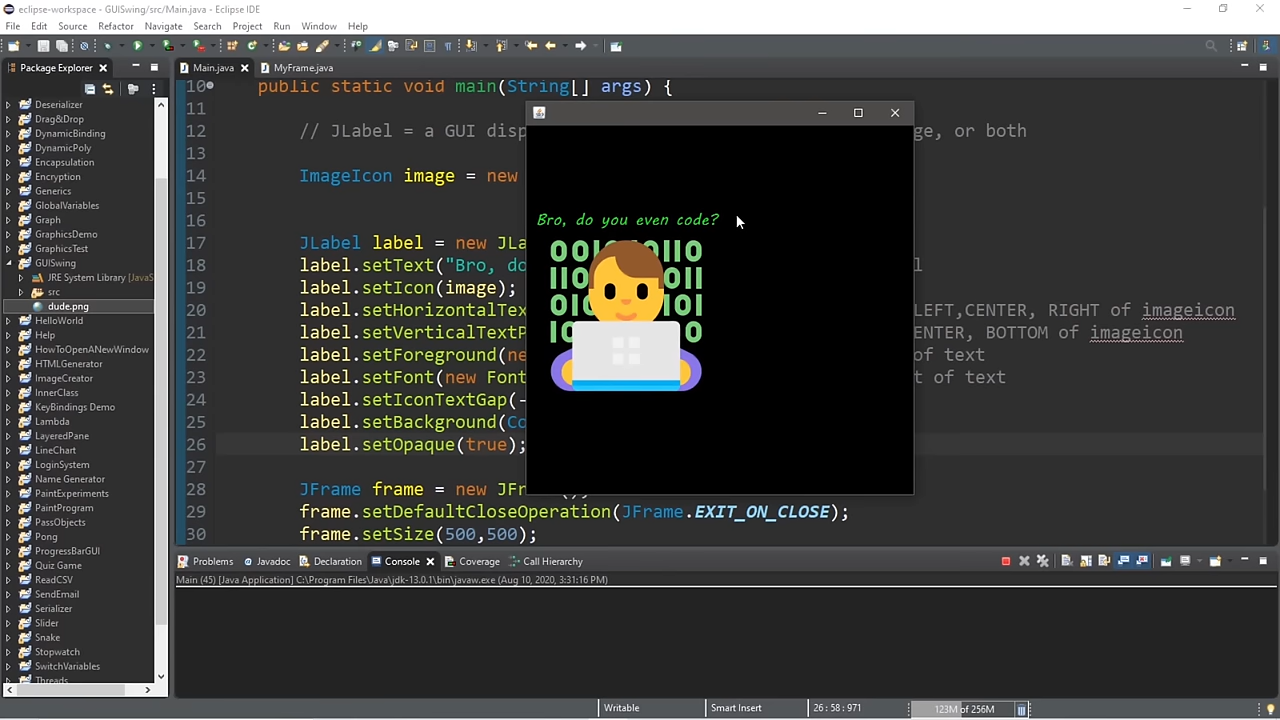 eclipse-workspace - GUISwing/src/Main.java - Eclipse IDE
File Edit Source Refactor Navigate Search Project Run Window Help
Package Explorer
Main.java
MyFrame.java
Deserializer
Drag&Drop
DynamicBinding
DynamicPoly
Encapsulation
Encryption
Generics
GlobalVariables
Graph
GraphicsDemo
GraphicsTest
GUISwing
JRE System Library [JavaS
src
dude.png
HelloWorld
Help
HowToOpenANewWindow
HTMLGenerator
ImageCreator
InnerClass
KeyBindings Demo
Lambda
LayeredPane
LineChart
LoginSystem
Name Generator
PaintExperiments
PaintProgram
PassObjects
Pong
ProgressBarGUI
Quiz Game
ReadCSV
SendEmail
Serializer
Slider
Snake
Stopwatch
SwitchVariables
Threads
10 public static void main(String[] args) {
11
12 // JLabel = a GUI disp ge, or both
13
14 ImageIcon image = new
15
16
17 JLabel label = new JLa
18 label.setText("Bro, do l
19 label.setIcon(image);
20 label.setHorizontalTex LEFT,CENTER, RIGHT of imageicon
21 label.setVerticalTextP ENTER, BOTTOM of imageicon
22 label.setForeground(ne of text
23 label.setFont(new Font t of text
24 label.setIconTextGap(-
25 label.setBackground(Co
26 label.setOpaque(true);
27
28 JFrame frame = new JFr ();
29 frame.setDefaultCloseOperation(JFrame.EXIT_ON_CLOSE);
30 frame.setSize(500,500);
Bro, do you even code?
Problems Javadoc Declaration Console Coverage Call Hierarchy
Main (45) [Java Application] C:\Program Files\Java\jdk-13.0.1\bin\javaw.exe (Aug 10, 2020, 3:31:16 PM)
Writable Smart Insert 26 : 58 : 971 123M of 256M